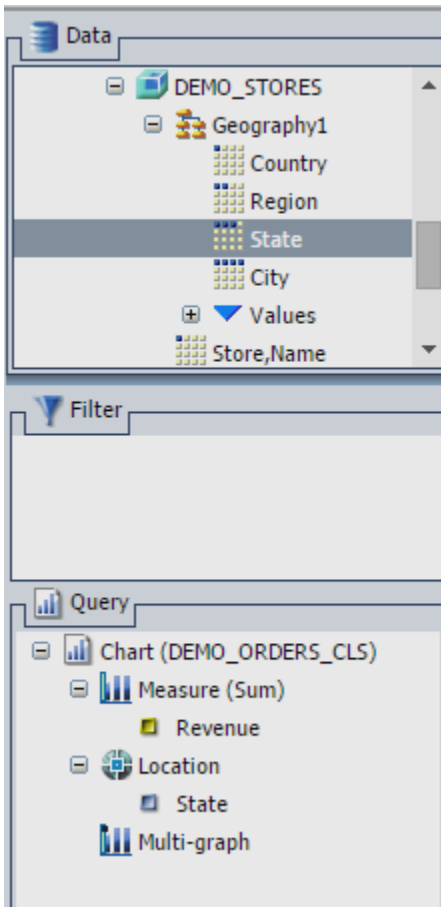 Data
DEMO_STORES
Geography1
Country
Region
State
City
Values
Store,Name
Filter
Query
Chart (DEMO_ORDERS_CLS)
Measure (Sum)
Revenue
Location
State
Multi-graph